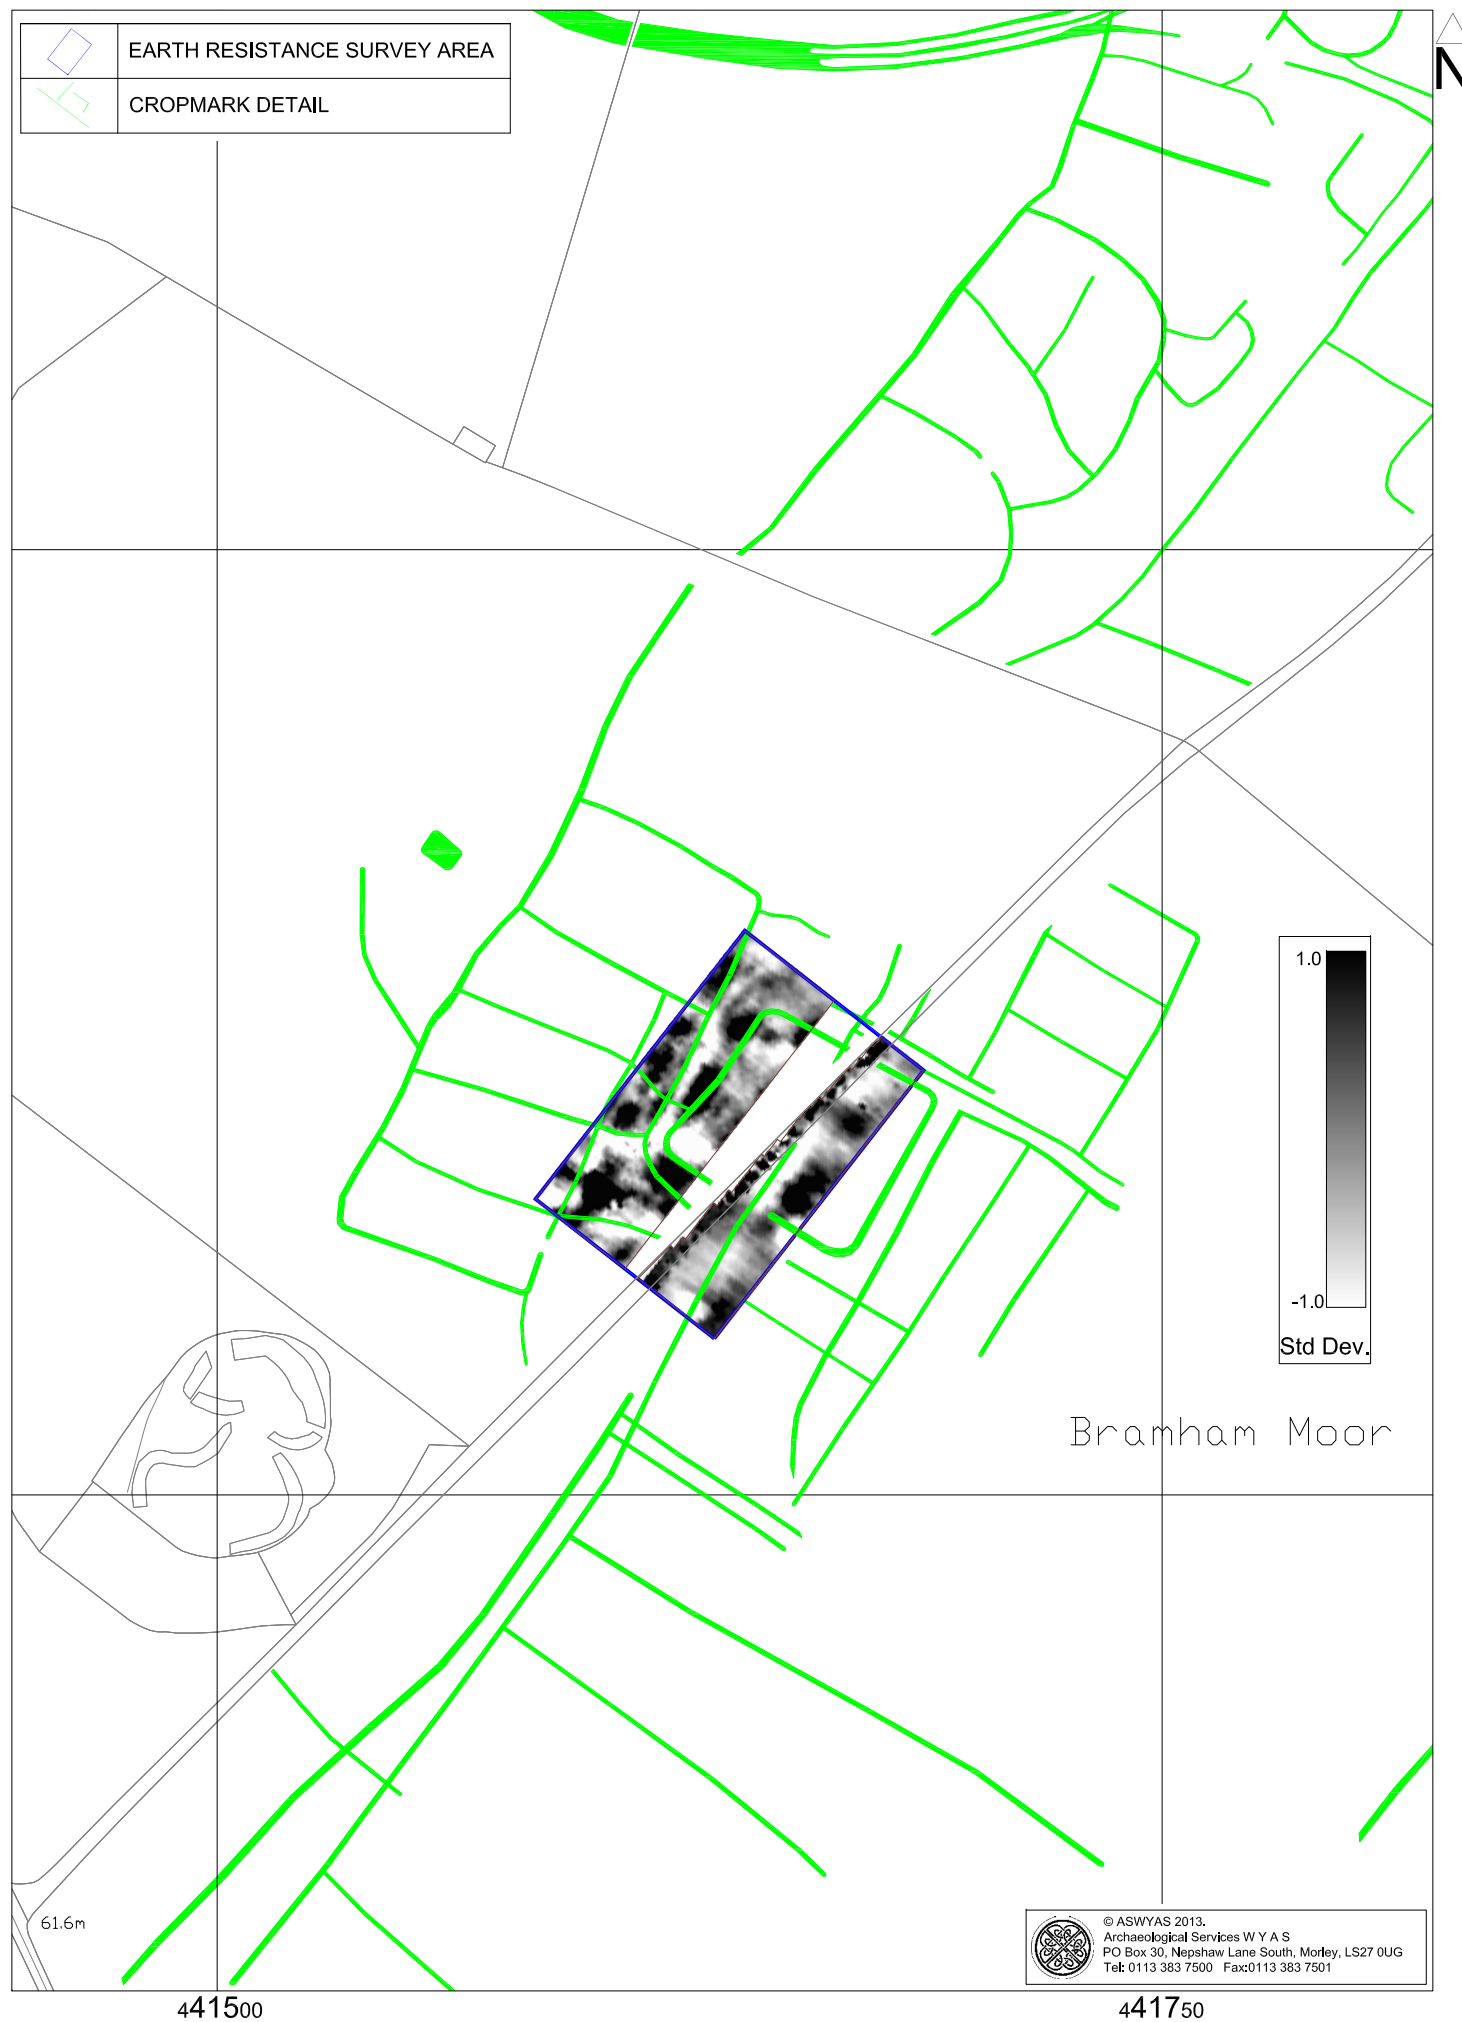 EARTH RESISTANCE SURVEY AREA
CROPMARK DETAIL
N
1.0
-1.0
Std Dev.
Bramham Moor
61.6m
© ASWYAS 2013.
Archaeological Services W Y A S
PO Box 30, Nepshaw Lane South, Morley, LS27 0UG
Tel: 0113 383 7500 Fax:0113 383 7501
441500
441750